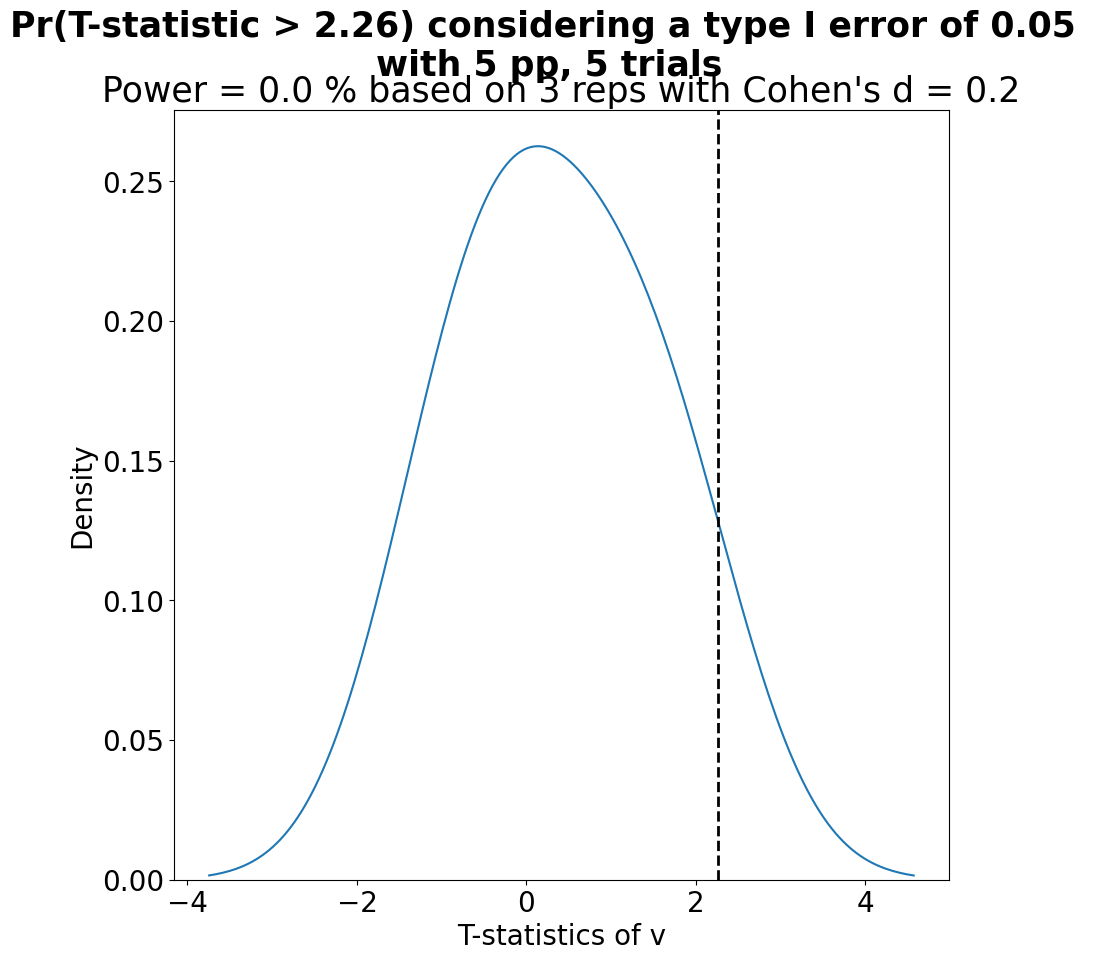 Pr(T-statistic > 2.26) considering a type I error of 0.05
with 5 pp, 5 trials
Power = 0.0 % based on 3 reps with Cohen's d = 0.2
0.25
0.20
0.15
0.10
0.05
0.00
Density
−4 −2 0 2 4
T-statistics of v